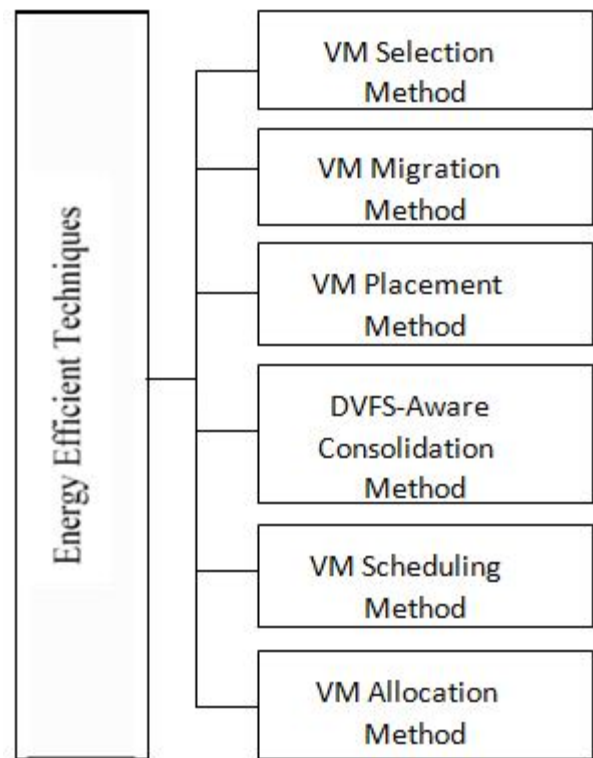 Energy Efficient Techniques
VM Selection
Method
VM Migration
Method
VM Placement
Method
DVFS-Aware
Consolidation
Method
VM Scheduling
Method
VM Allocation
Method